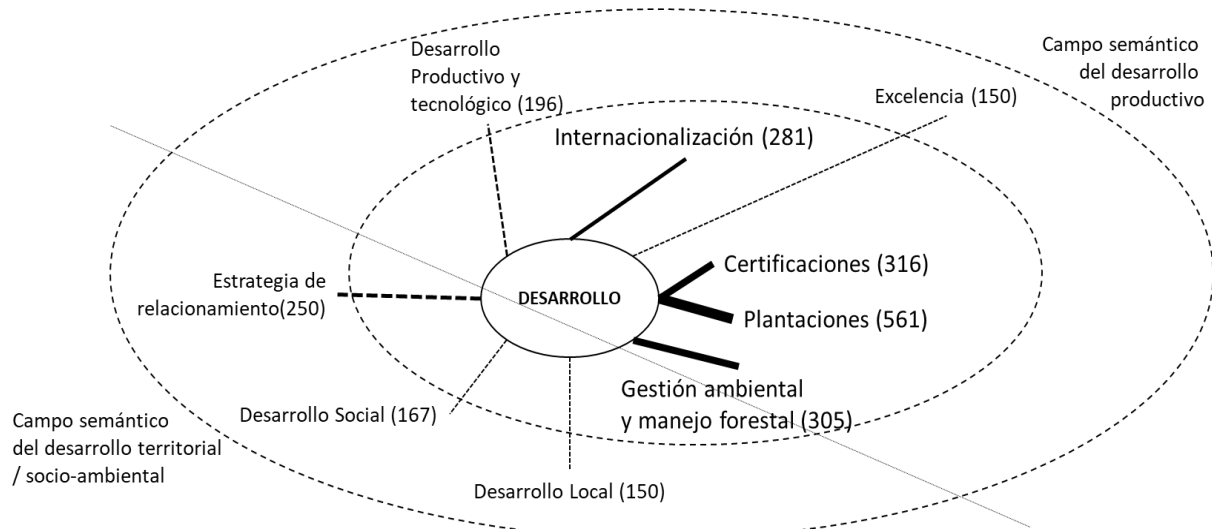 Desarrollo
Productivo y
tecnológico (196)
Campo semántico
del desarrollo
productivo
Excelencia (150)
Internacionalización (281)
Certificaciones (316)
Estrategia de
relacionamiento(250)
DESARROLLO
Plantaciones (561)
Gestión ambiental
y manejo forestal (305)
Desarrollo Social (167)
Campo semántico
del desarrollo territorial
/ socio-ambiental
Desarrollo Local (150)